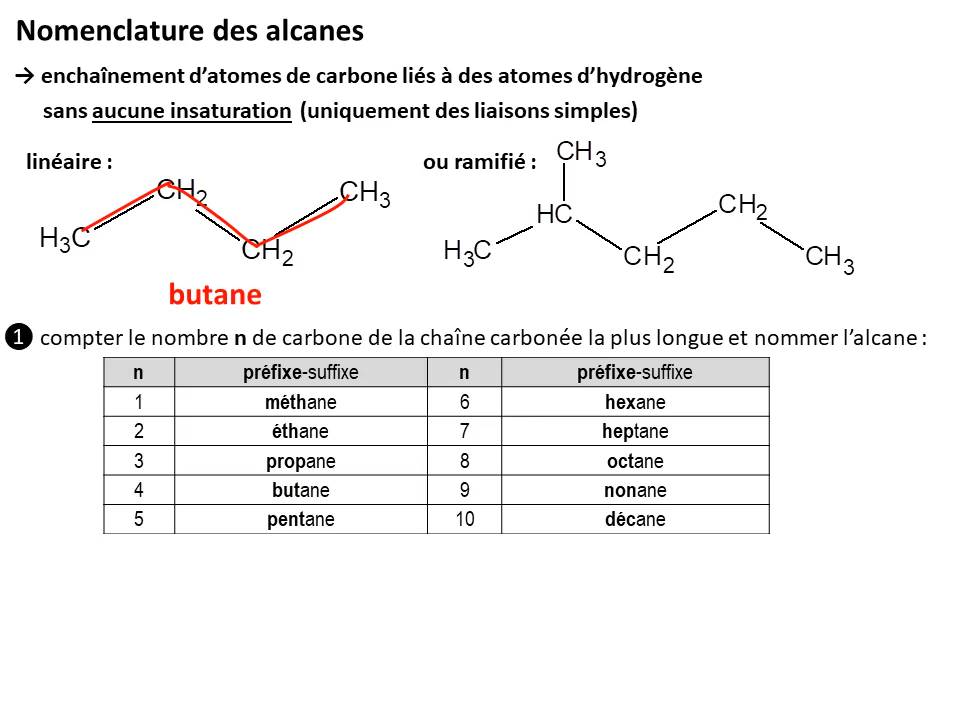 Nomenclature des alcanes
→ enchaînement d’atomes de carbone liés à des atomes d’hydrogène
sans aucune insaturation (uniquement des liaisons simples)
linéaire :
H3C
CH2
CH2
CH3
butane
ou ramifié :
CH3
HC
H3C
CH2
CH2
CH3
❶ compter le nombre n de carbone de la chaîne carbonée la plus longue et nommer l’alcane :
n préfixe-suffixe n préfixe-suffixe
1 méthane 6 hexane
2 éthane 7 heptane
3 propane 8 octane
4 butane 9 nonane
5 pentane 10 décane